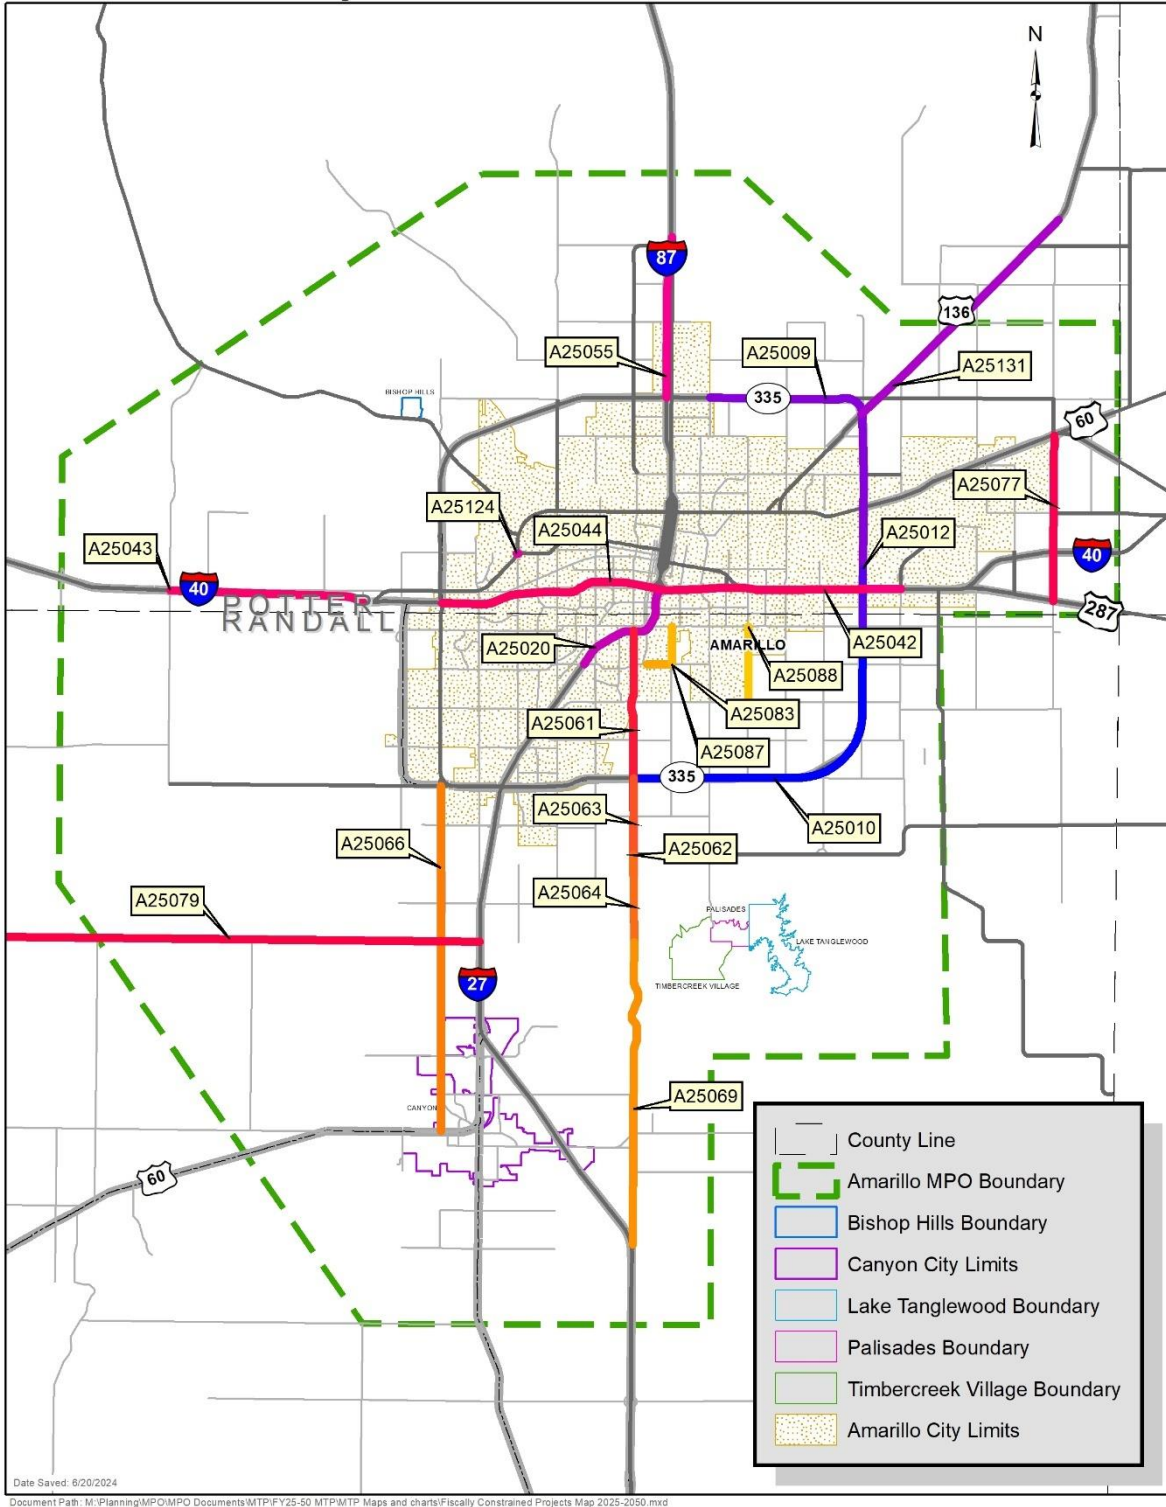 N
87
136
A25055
A25009
A25131
335
BISHOP HILLS
60
A25077
A25124
A25044
A25012
A25043
40
40
POTTER
RANDALL
287
A25020
AMARILLO
A25042
A25088
A25083
A25061
A25087
335
A25063
A25010
A25066
A25062
A25064
A25079
PALISADES
LAKE TANGLEWOOD
27
TIMBERCREEK VILLAGE
A25069
CANYON
60
County Line
Amarillo MPO Boundary
Bishop Hills Boundary
Canyon City Limits
Lake Tanglewood Boundary
Palisades Boundary
Timbercreek Village Boundary
Amarillo City Limits
Date Saved: 6/20/2024
Document Path: M:\Planning\MPO\MPO Documents\MTP\FY25-50 MTP\MTP Maps and charts\Fiscally Constrained Projects Map 2025-2050.mxd